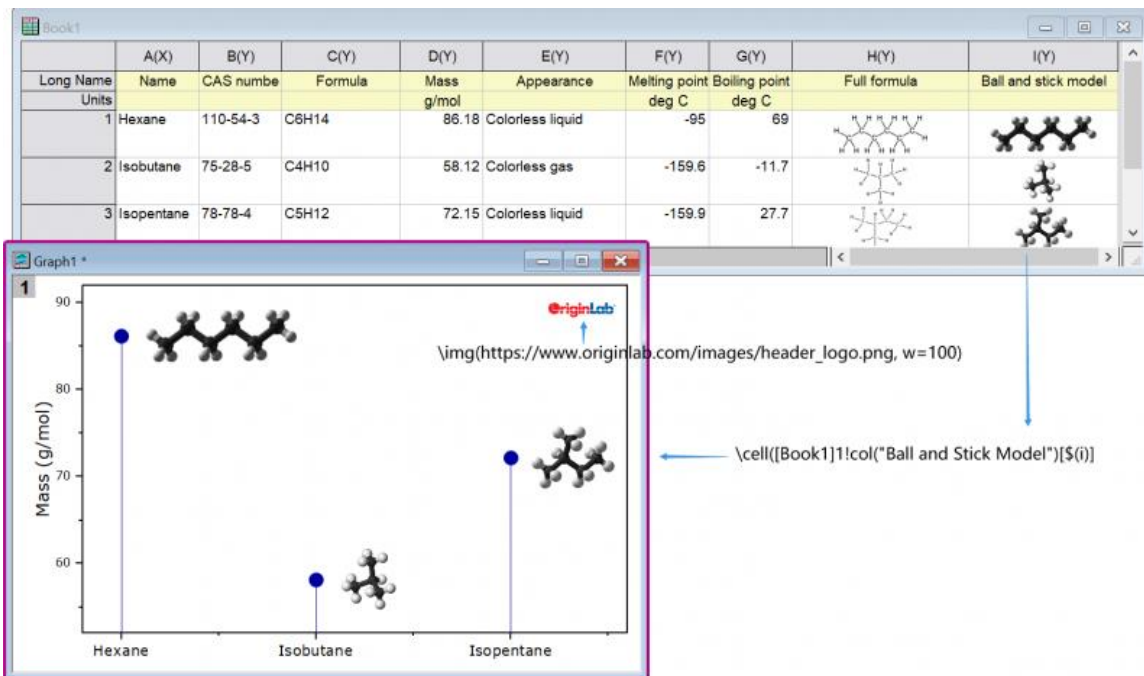 Book1
A(X) B(Y) C(Y) D(Y) E(Y) F(Y) G(Y) H(Y) I(Y)
Long Name Name CAS numbe Formula Mass Appearance Melting point Boiling point Full formula Ball and stick model
Units g/mol deg C deg C
1 Hexane 110-54-3 C6H14 86.18 Colorless liquid -95 69
2 Isobutane 75-28-5 C4H10 58.12 Colorless gas -159.6 -11.7
3 Isopentane 78-78-4 C5H12 72.15 Colorless liquid -159.9 27.7
Graph1 *
1
90
OriginLab
\img(https://www.originlab.com/images/header_logo.png, w=100)
80
Mass (g/mol)
\cell([Book1]1!col("Ball and Stick Model")[$(i)]
70
60
Hexane Isobutane Isopentane